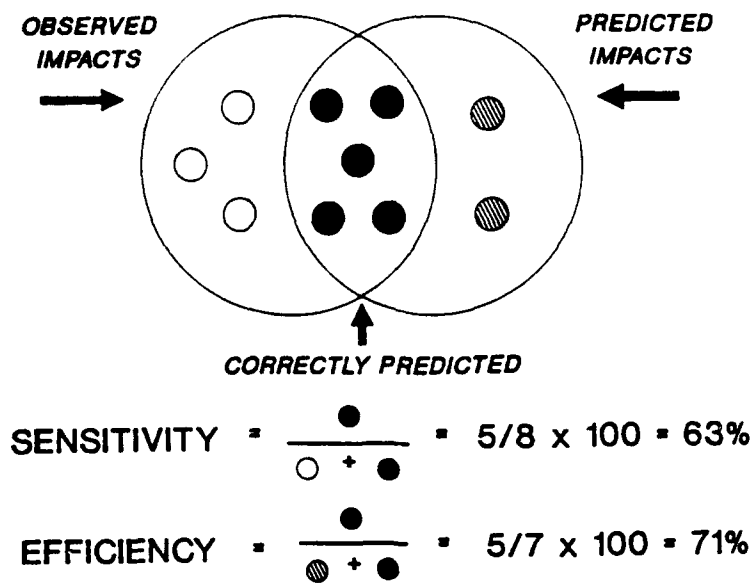 OBSERVED
IMPACTS
PREDICTED
IMPACTS
CORRECTLY PREDICTED
SENSITIVITY = + = 5/8 x 100 = 63%
EFFICIENCY = + = 5/7 x 100 = 71%